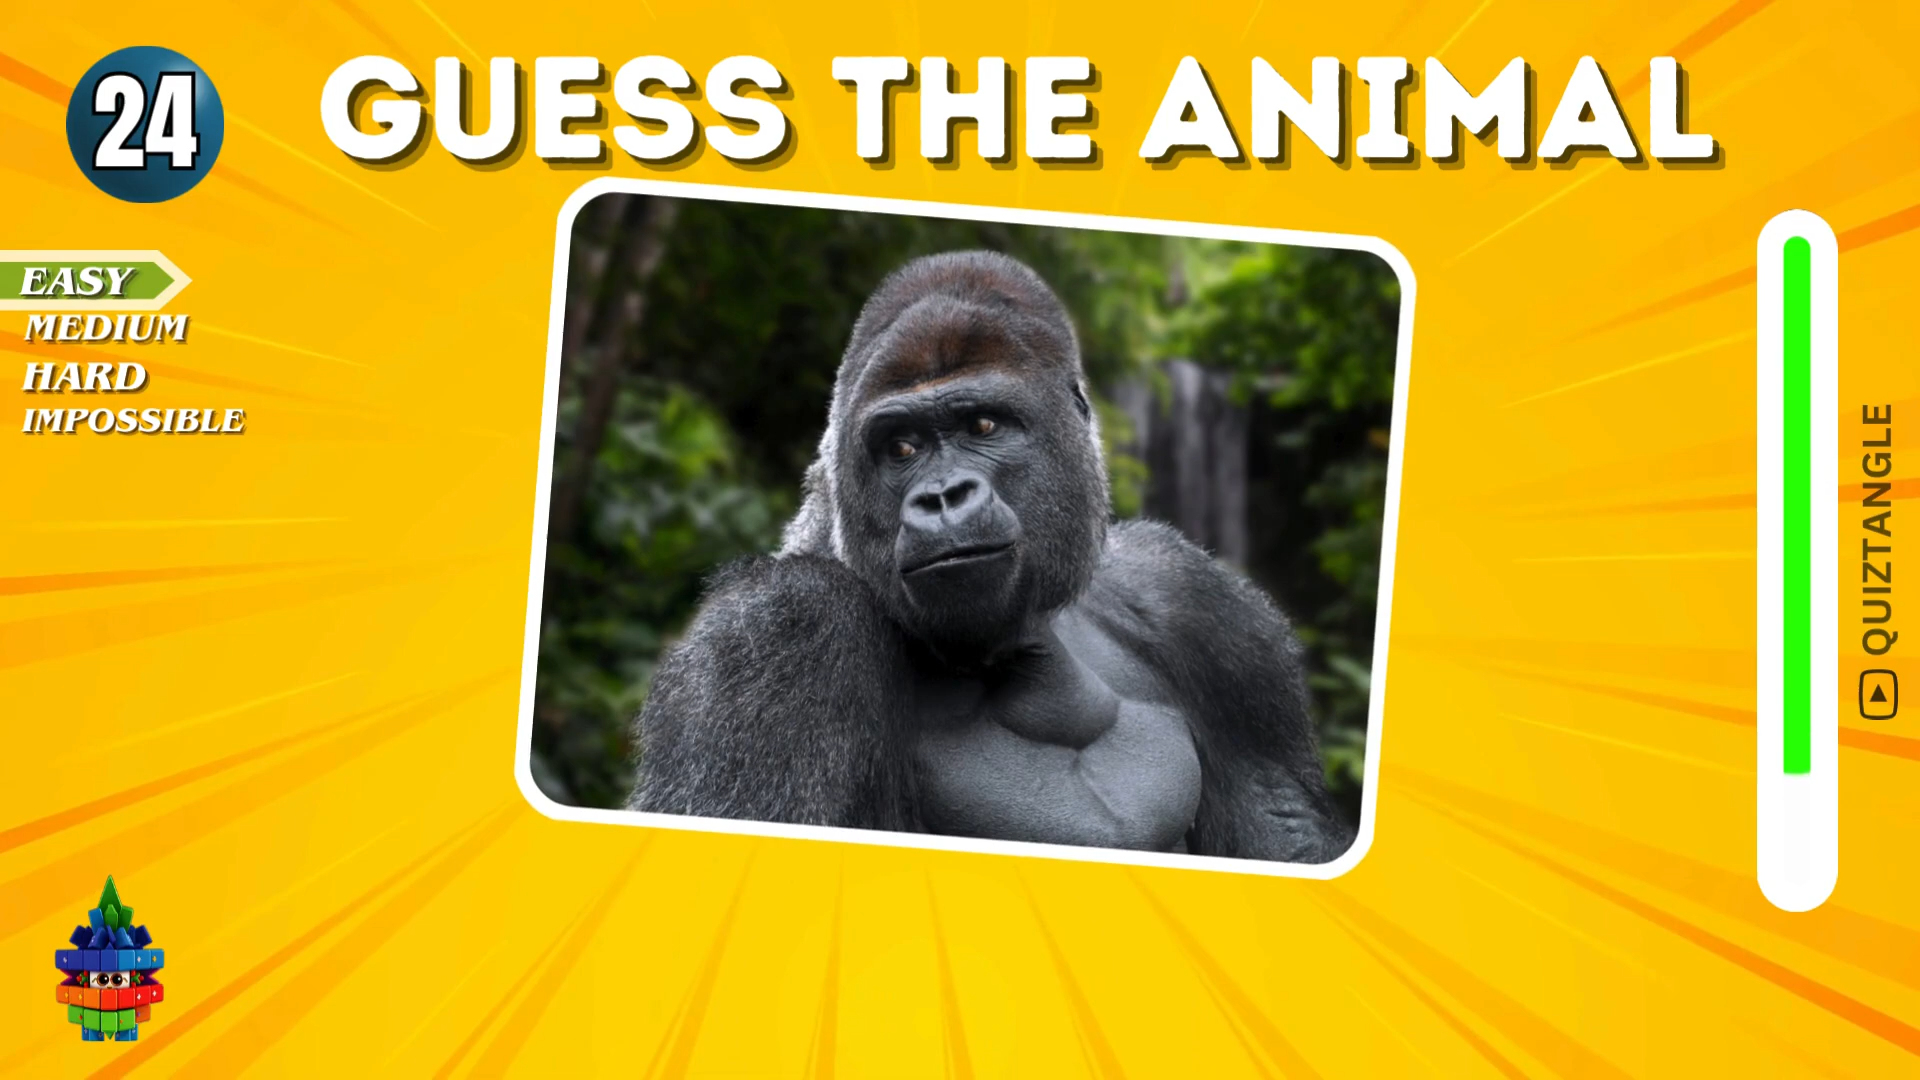 24
GUESS THE ANIMAL
EASY
MEDIUM
HARD
IMPOSSIBLE
QUIZTANGLE